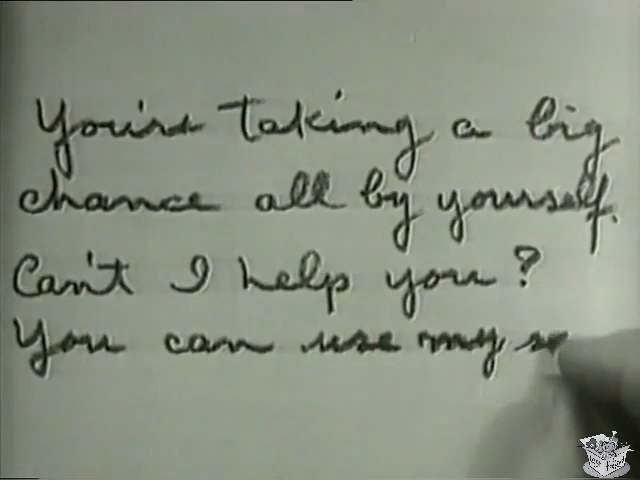 You're taking a big
chance all by yourself.
Can't I help you?
You can use my